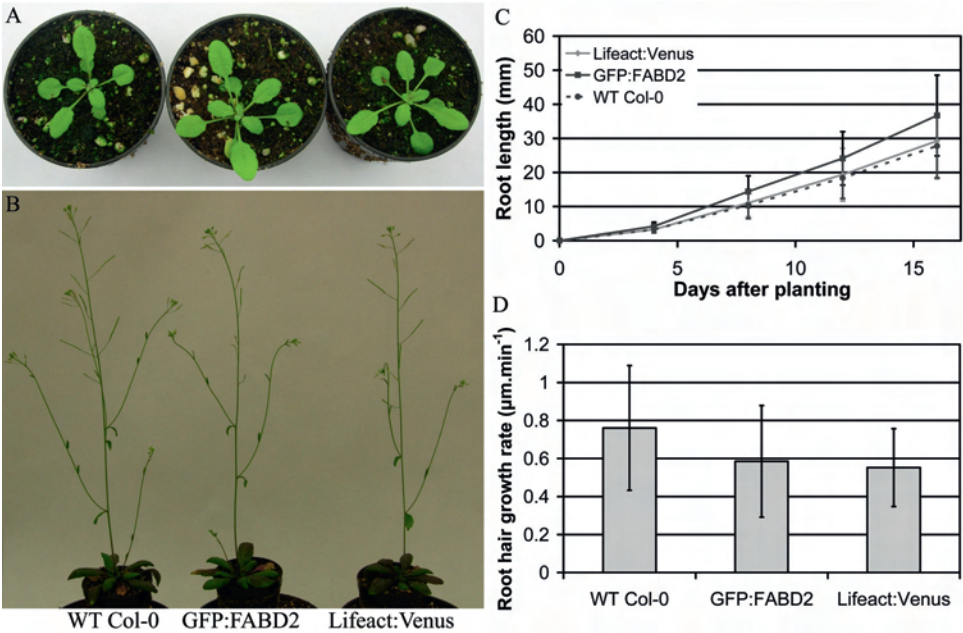 A
B
WT Col-0 GFP:FABD2 Lifeact:Venus
C
Root length (mm)
60
50
40
30
20
10
0
Lifeact:Venus
GFP:FABD2
WT Col-0
0 5 10 15
Days after planting
D
Root hair growth rate (µm.min⁻¹)
1.2
1
0.8
0.6
0.4
0.2
0
WT Col-0 GFP:FABD2 Lifeact:Venus